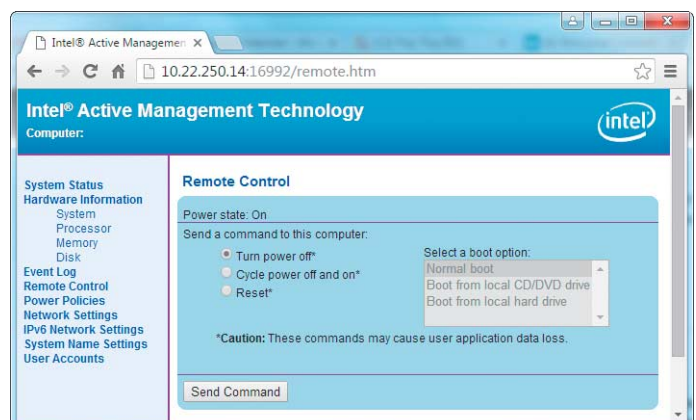 Intel® Active Managemen
10.22.250.14:16992/remote.htm
Intel® Active Management Technology
Computer:
intel
System Status
Hardware Information
System
Processor
Memory
Disk
Event Log
Remote Control
Power Policies
Network Settings
IPv6 Network Settings
System Name Settings
User Accounts
Remote Control
Power state: On
Send a command to this computer:
Turn power off*
Cycle power off and on*
Reset*
Select a boot option:
Normal boot
Boot from local CD/DVD drive
Boot from local hard drive
*Caution: These commands may cause user application data loss.
Send Command